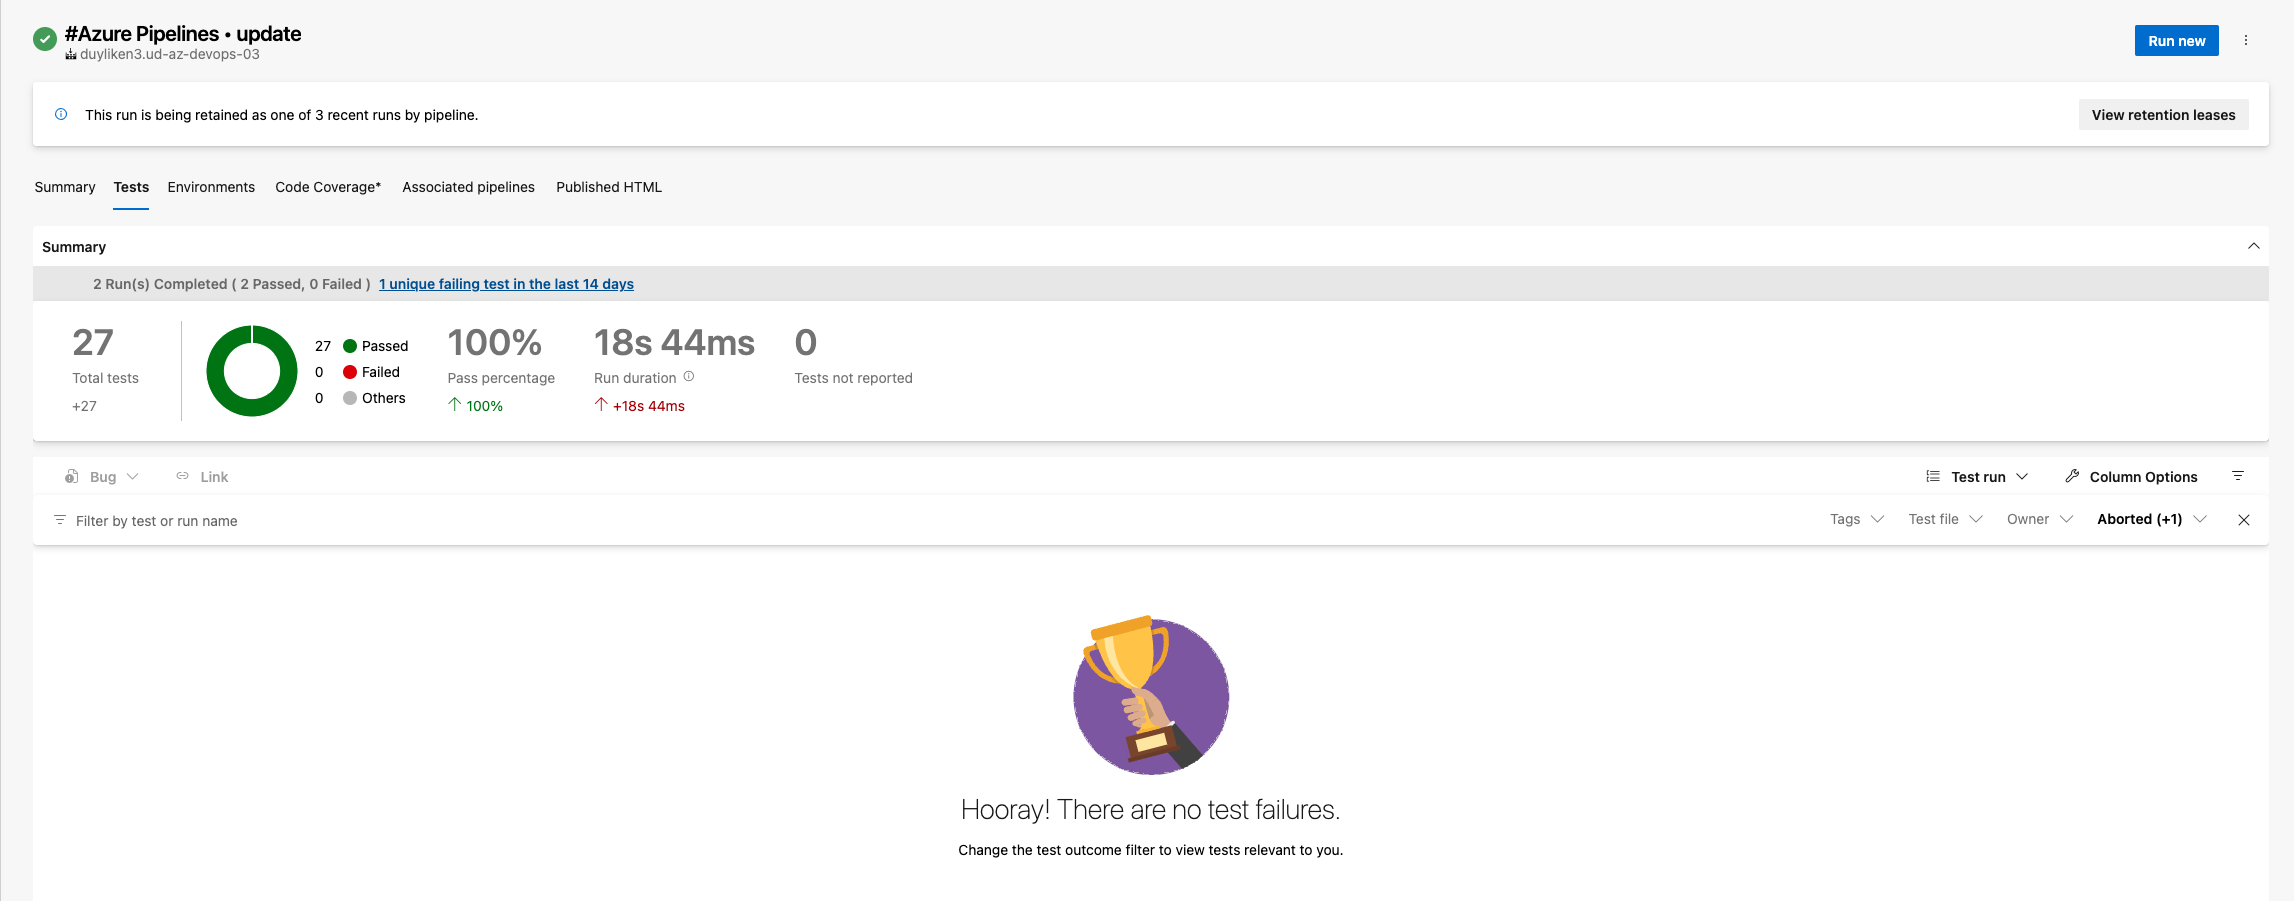 #Azure Pipelines • update
duyliken3.ud-az-devops-03
Run new
This run is being retained as one of 3 recent runs by pipeline.
View retention leases
Summary Tests Environments Code Coverage* Associated pipelines Published HTML
Summary
2 Run(s) Completed ( 2 Passed, 0 Failed ) 1 unique failing test in the last 14 days
27
Total tests
+27
27 Passed
0 Failed
0 Others
100%
Pass percentage
100%
18s 44ms
Run duration
+18s 44ms
0
Tests not reported
Bug Link Test run Column Options
Filter by test or run name Tags Test file Owner Aborted (+1)
Hooray! There are no test failures.
Change the test outcome filter to view tests relevant to you.